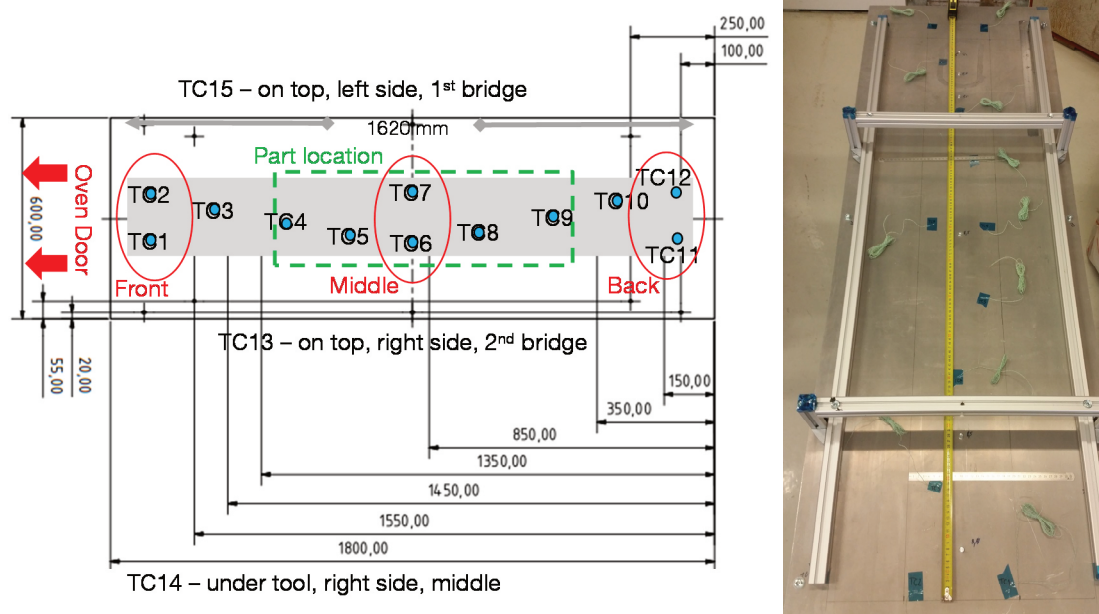 250,00
100,00
TC15 – on top, left side, 1st bridge
1620 mm
Part location
Oven Door
600,00
TC2
TC1
TC3
TC4
TC5
TC7
TC6
TC8
TC9
TC10
TC12
TC11
Front
Middle
Back
TC13 – on top, right side, 2nd bridge
55,00
20,00
150,00
350,00
850,00
1350,00
1450,00
1550,00
1800,00
TC14 – under tool, right side, middle